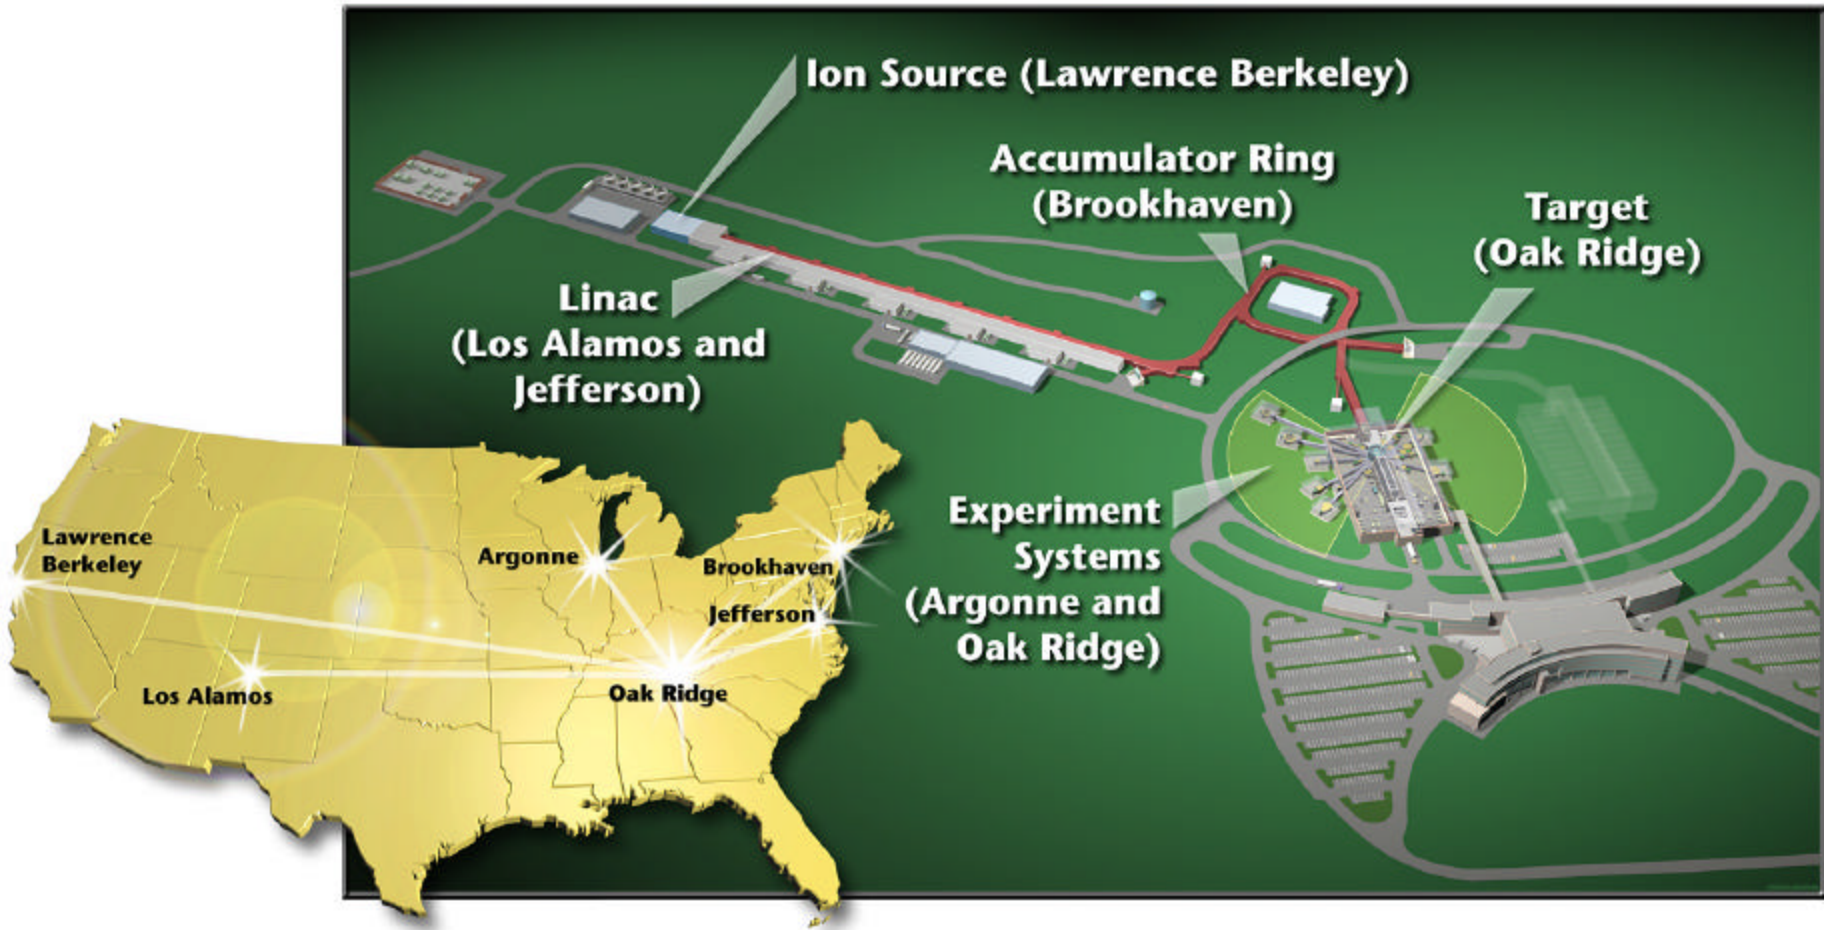 Ion Source (Lawrence Berkeley)
Accumulator Ring
(Brookhaven)
Target
(Oak Ridge)
Linac
(Los Alamos and
Jefferson)
Experiment
Systems
(Argonne and
Oak Ridge)
Lawrence
Berkeley
Argonne
Brookhaven
Jefferson
Los Alamos
Oak Ridge